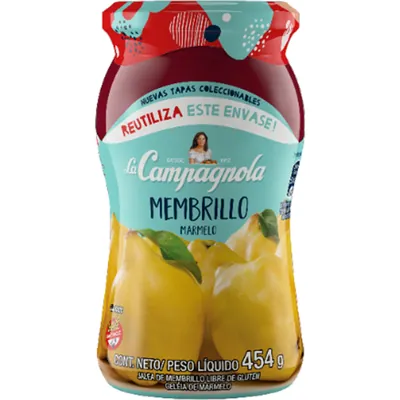 NUEVAS TAPAS COLECCIONABLES
REUTILIZA ESTE ENVASE!
La Campagnola
MEMBRILLO
MARMELO
CONT. NETO/ PESO LÍQUIDO 454 g
JALEA DE MEMBRILLO LIBRE DE GLUTEN
GELÉIA DE MARMELO